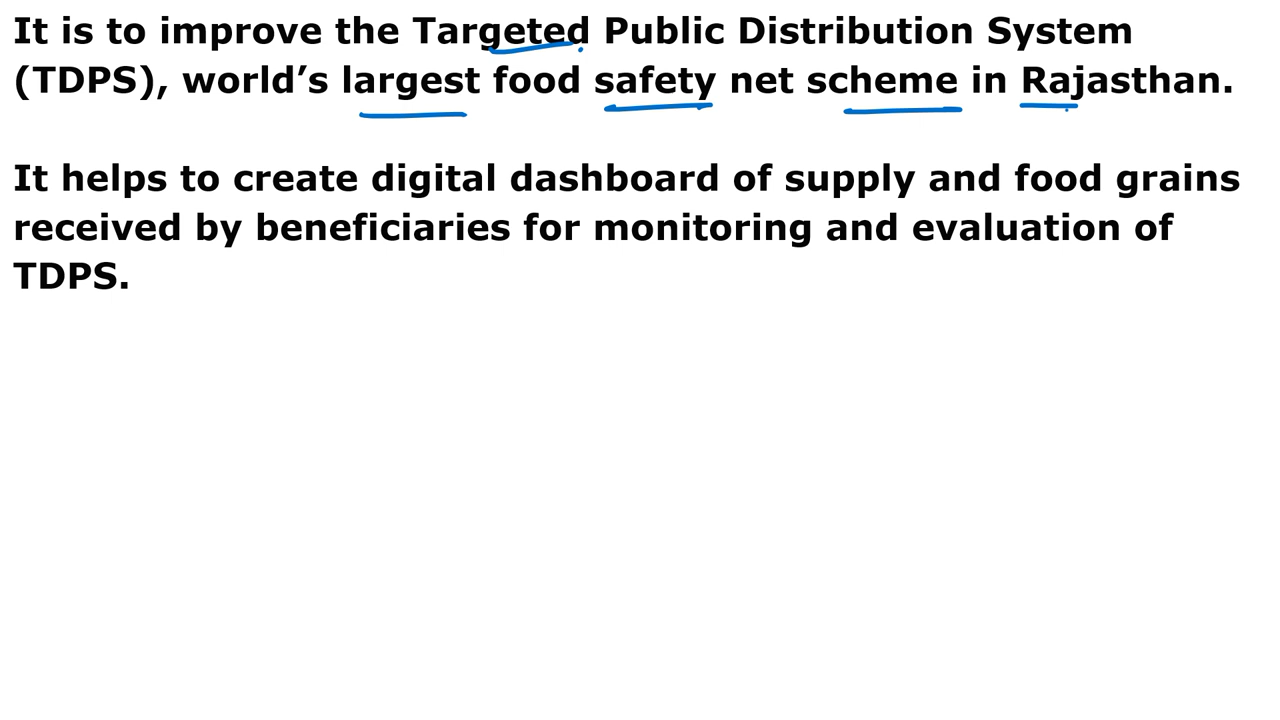 It is to improve the Targeted Public Distribution System
(TDPS), world’s largest food safety net scheme in Rajasthan.
It helps to create digital dashboard of supply and food grains
received by beneficiaries for monitoring and evaluation of
TDPS.